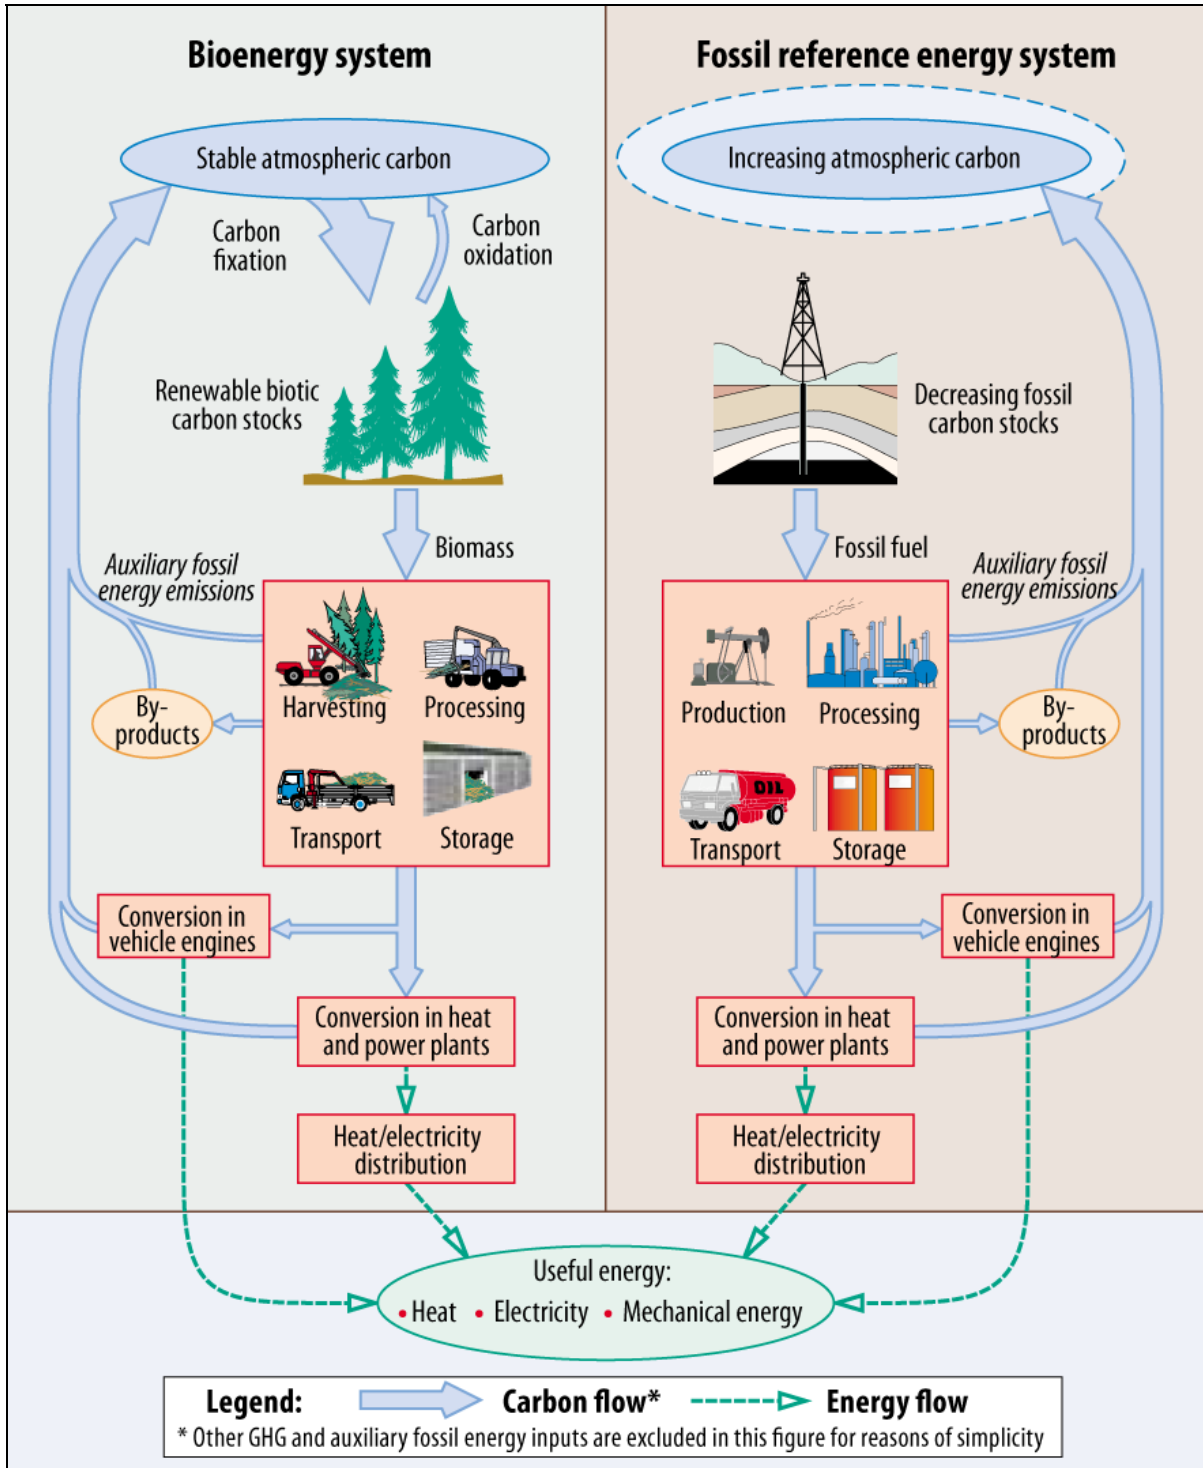 Bioenergy system
Stable atmospheric carbon
Carbon
fixation
Carbon
oxidation
Renewable biotic
carbon stocks
Biomass
Auxiliary fossil
energy emissions
Harvesting
Processing
By-
products
Transport
Storage
Conversion in
vehicle engines
Conversion in heat
and power plants
Heat/electricity
distribution
Fossil reference energy system
Increasing atmospheric carbon
Decreasing fossil
carbon stocks
Fossil fuel
Auxiliary fossil
energy emissions
Production
Processing
By-
products
OIL
Transport
Storage
Conversion in
vehicle engines
Conversion in heat
and power plants
Heat/electricity
distribution
Useful energy:
• Heat • Electricity • Mechanical energy
Legend: Carbon flow* Energy flow
* Other GHG and auxiliary fossil energy inputs are excluded in this figure for reasons of simplicity